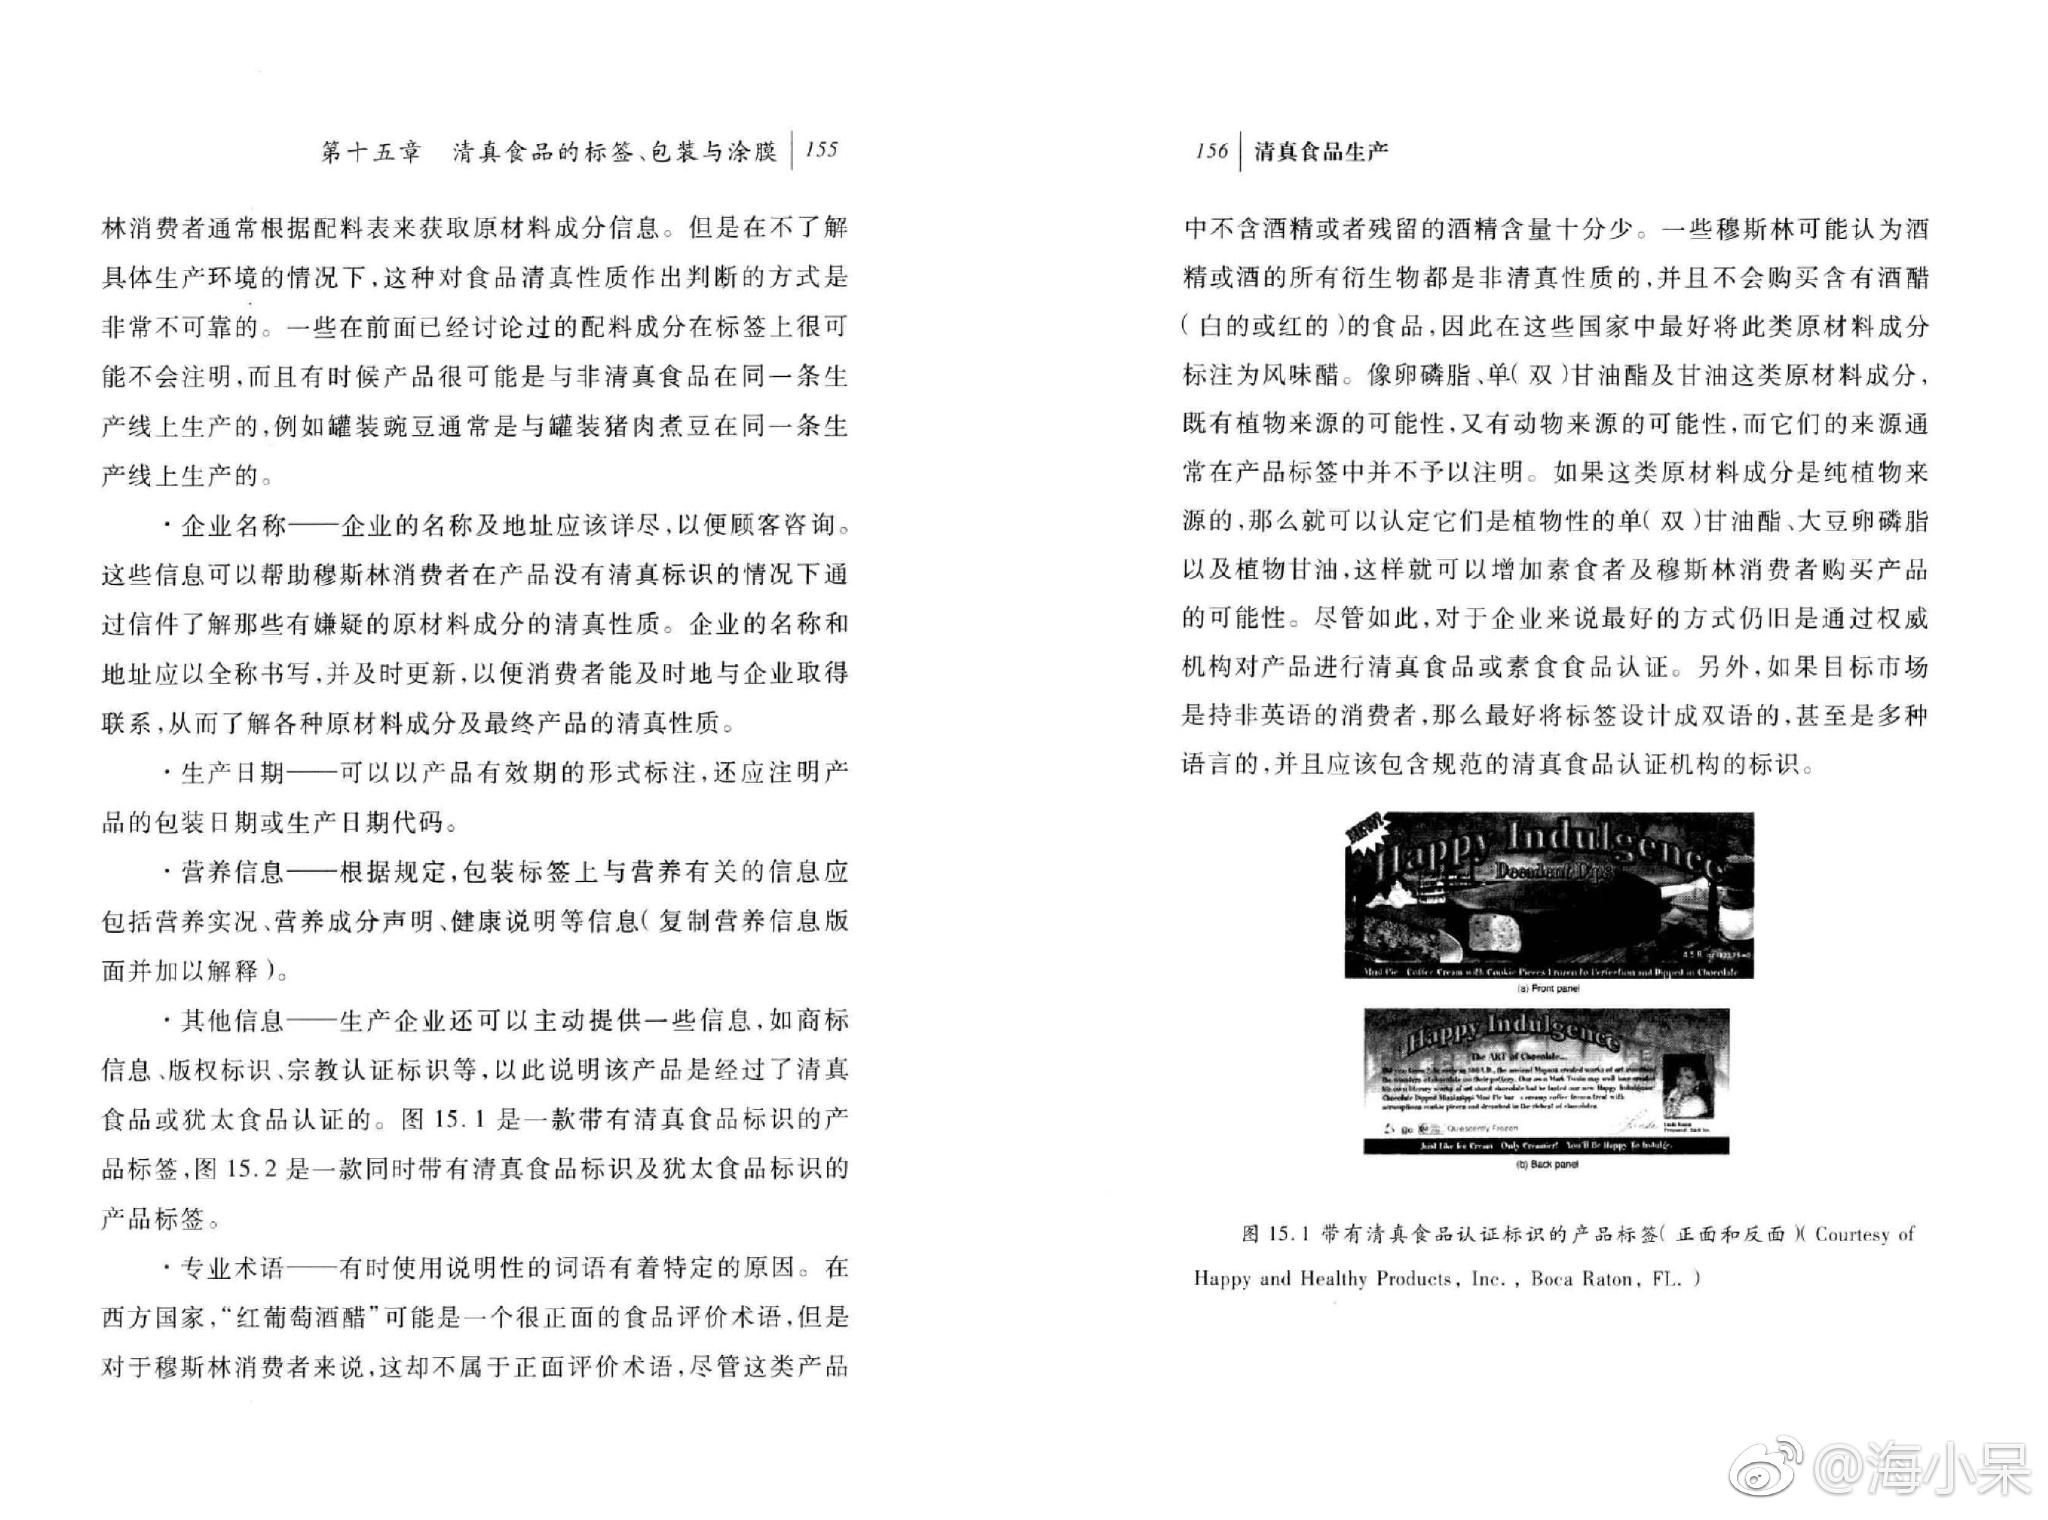 第十五章 清真食品的标签、包装与涂膜 155
林消费者通常根据配料表来获取原材料成分信息。但是在不了解
具体生产环境的情况下,这种对食品清真性质作出判断的方式是
非常不可靠的。一些在前面已经讨论过的配料成分在标签上很可
能不会注明,而且有时候产品很可能是与非清真食品在同一条生
产线上生产的,例如罐装豌豆通常是与罐装猪肉煮豆在同一条生
产线上生产的。
·企业名称——企业的名称及地址应该详尽,以便顾客咨询。
这些信息可以帮助穆斯林消费者在产品没有清真标识的情况下通
过信件了解那些有嫌疑的原材料成分的清真性质。企业的名称和
地址应以全称书写,并及时更新,以便消费者能及时地与企业取得
联系,从而了解各种原材料成分及最终产品的清真性质。
·生产日期——可以以产品有效期的形式标注,还应注明产
品的包装日期或生产日期代码。
·营养信息——根据规定,包装标签上与营养有关的信息应
包括营养实况、营养成分声明、健康说明等信息(复制营养信息版
面并加以解释)。
·其他信息——生产企业还可以主动提供一些信息,如商标
信息、版权标识、宗教认证标识等,以此说明该产品是经过了清真
食品或犹太食品认证的。图 15.1 是一款带有清真食品标识的产
品标签,图 15.2 是一款同时带有清真食品标识及犹太食品标识的
产品标签。
·专业术语——有时使用说明性的词语有着特定的原因。在
西方国家,“红葡萄酒醋”可能是一个很正面的食品评价术语,但是
对于穆斯林消费者来说,这却不属于正面评价术语,尽管这类产品
156 清真食品生产
中不含酒精或者残留的酒精含量十分少。一些穆斯林可能认为酒
精或酒的所有衍生物都是非清真性质的,并且不会购买含有酒醋
(白的或红的)的食品,因此在这些国家中最好将此类原材料成分
标注为风味醋。像卵磷脂、单(双)甘油酯及甘油这类原材料成分,
既有植物来源的可能性,又有动物来源的可能性,而它们的来源通
常在产品标签中并不予以注明。如果这类原材料成分是纯植物来
源的,那么就可以认定它们是植物性的单(双)甘油酯、大豆卵磷脂
以及植物甘油,这样就可以增加素食者及穆斯林消费者购买产品
的可能性。尽管如此,对于企业来说最好的方式仍旧是通过权威
机构对产品进行清真食品或素食食品认证。另外,如果目标市场
是持非英语的消费者,那么最好将标签设计成双语的,甚至是多种
语言的,并且应该包含规范的清真食品认证机构的标识。
NEW!
Happy Indulgence
Decadent Dips
Mud Pie Coffee Cream with Cookie Pieces Frozen to Perfection and Dipped in Chocolate
(a) Front panel
Happy Indulgence
The ART of Chocolate...
Quiescently Frozen
Just Like Ice Cream Only Creamier! You'll Be Happy To Indulge.
(b) Back panel
图 15.1 带有清真食品认证标识的产品标签(正面和反面)(Courtesy of
Happy and Healthy Products, Inc., Boca Raton, FL.)
@海小呆